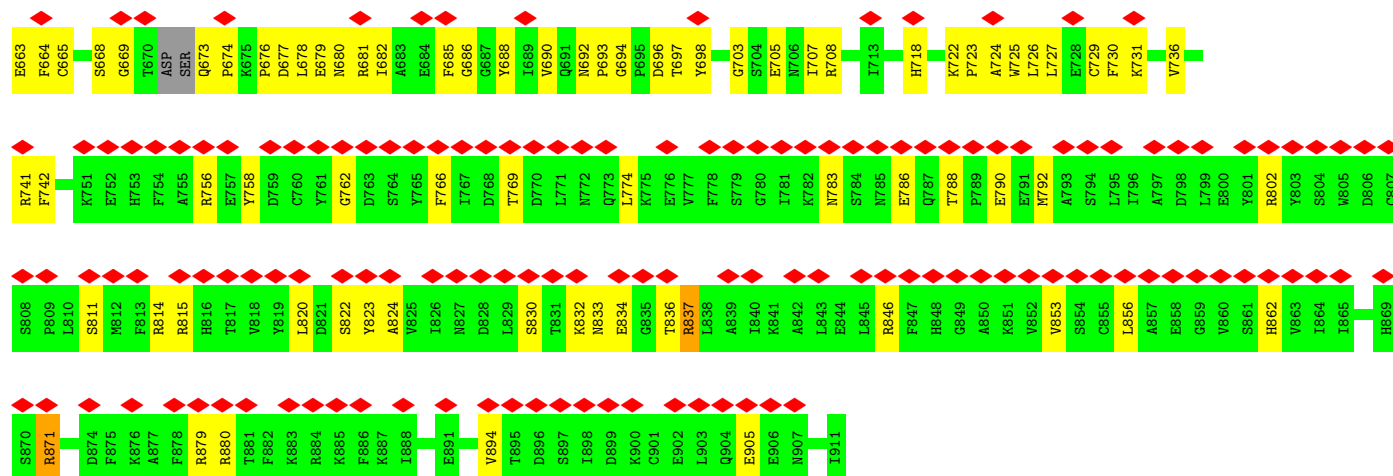 E663 F664 C665 S668 G669 T670 ASP SER Q673 P674 K675 P676 D677 L678 E679 N680 R681 I682 A683 E684 F685 G686 G687 Y688 I689 V690 Q691 N692 P693 G694 P695 D696 T697 Y698 G703 S704 E705 N706 I707 R708 I713 H718 K722 P723 A724 W725 L726 L727 E728 C729 F730 K731 V736
R741 F742 K751 E752 H753 F754 A755 R756 E757 Y758 D759 C760 Y761 G762 D763 S764 Y765 F766 I767 D768 T769 D770 L771 N772 Q773 L774 K775 E776 V777 F778 S779 G780 I781 K782 N783 S784 N785 E786 Q787 T788 P789 E790 E791 M792 A793 S794 L795 I796 A797 D798 L799 E800 Y801 R802 Y803 S804 W805 D806 C807
S808 P809 L810 S811 M812 F813 R814 R815 H816 T817 V818 Y819 L820 D821 S822 Y823 A824 V825 I826 N827 D828 L829 S830 T831 K832 N833 E834 G835 T836 R837 L838 A839 I840 K841 A842 L843 E844 L845 R846 F847 H848 G849 A850 K851 V852 V853 S854 C855 L856 A857 E858 G859 V860 S861 H862 V863 I864 I865 H869
S870 R871 D874 F875 K876 A877 F878 R879 R880 T881 F882 K883 R884 K885 F886 K887 I888 E891 V894 T895 D896 S897 I898 D899 K900 C901 E902 L903 Q904 E905 E906 N907 I911